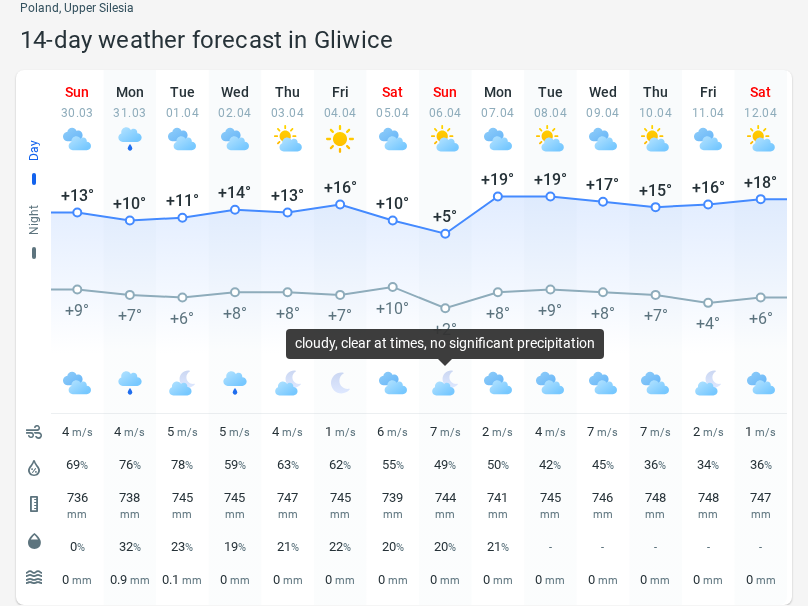 Poland, Upper Silesia
14-day weather forecast in Gliwice
Sun Mon Tue Wed Thu Fri Sat Sun Mon Tue Wed Thu Fri Sat
30.03 31.03 01.04 02.04 03.04 04.04 05.04 06.04 07.04 08.04 09.04 10.04 11.04 12.04
Day
+13° +10° +11° +14° +13° +16° +10° +5° +19° +19° +17° +15° +16° +18°
Night
+9° +7° +6° +8° +8° +7° +10° +8° +9° +8° +7° +4° +6°
cloudy, clear at times, no significant precipitation
4 m/s 4 m/s 5 m/s 5 m/s 4 m/s 1 m/s 6 m/s 7 m/s 2 m/s 4 m/s 7 m/s 7 m/s 2 m/s 1 m/s
69% 76% 78% 59% 63% 62% 55% 49% 50% 42% 45% 36% 34% 36%
736 738 745 745 747 745 739 744 741 745 746 748 748 747
mm mm mm mm mm mm mm mm mm mm mm mm mm mm
0% 32% 23% 19% 21% 22% 20% 20% 21% - - - - -
0 mm 0.9 mm 0.1 mm 0 mm 0 mm 0 mm 0 mm 0 mm 0 mm 0 mm 0 mm 0 mm 0 mm 0 mm